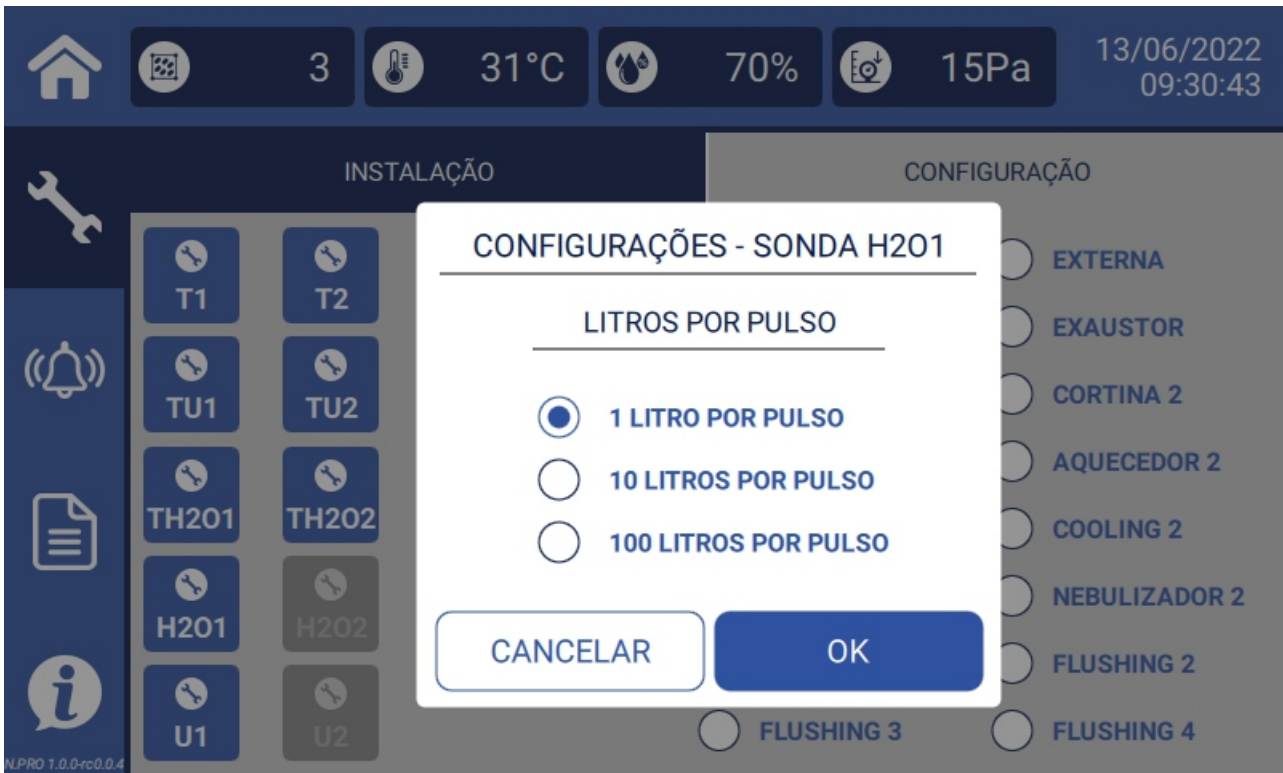 3
31°C
70%
15Pa
13/06/2022
09:30:43
INSTALAÇÃO
CONFIGURAÇÃO
T1
T2
TU1
TU2
TH2O1
TH2O2
H2O1
H2O2
U1
U2
CONFIGURAÇÕES - SONDA H2O1
LITROS POR PULSO
1 LITRO POR PULSO
10 LITROS POR PULSO
100 LITROS POR PULSO
CANCELAR
OK
EXTERNA
EXAUSTOR
CORTINA 2
AQUECEDOR 2
COOLING 2
NEBULIZADOR 2
FLUSHING 2
FLUSHING 3
FLUSHING 4
N.PRO 1.0.0-rc0.0.4